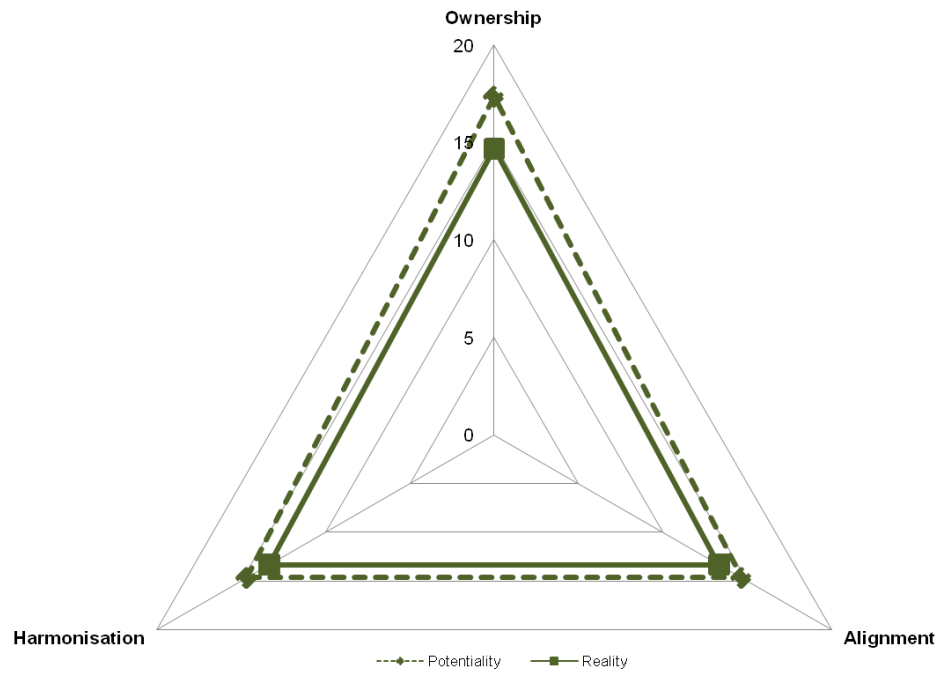 Ownership
20
15
10
5
0
Harmonisation
Alignment
Potentiality
Reality